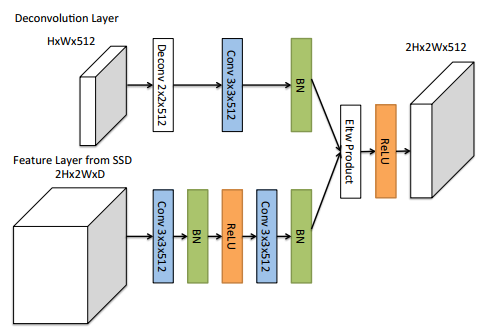 Deconvolution Layer
HxWx512
2Hx2Wx512
Deconv 2x2x512
Conv 3x3x512
BN
Eltw Product
ReLU
Feature Layer from SSD
2Hx2WxD
Conv 3x3x512
BN
ReLU
Conv 3x3x512
BN